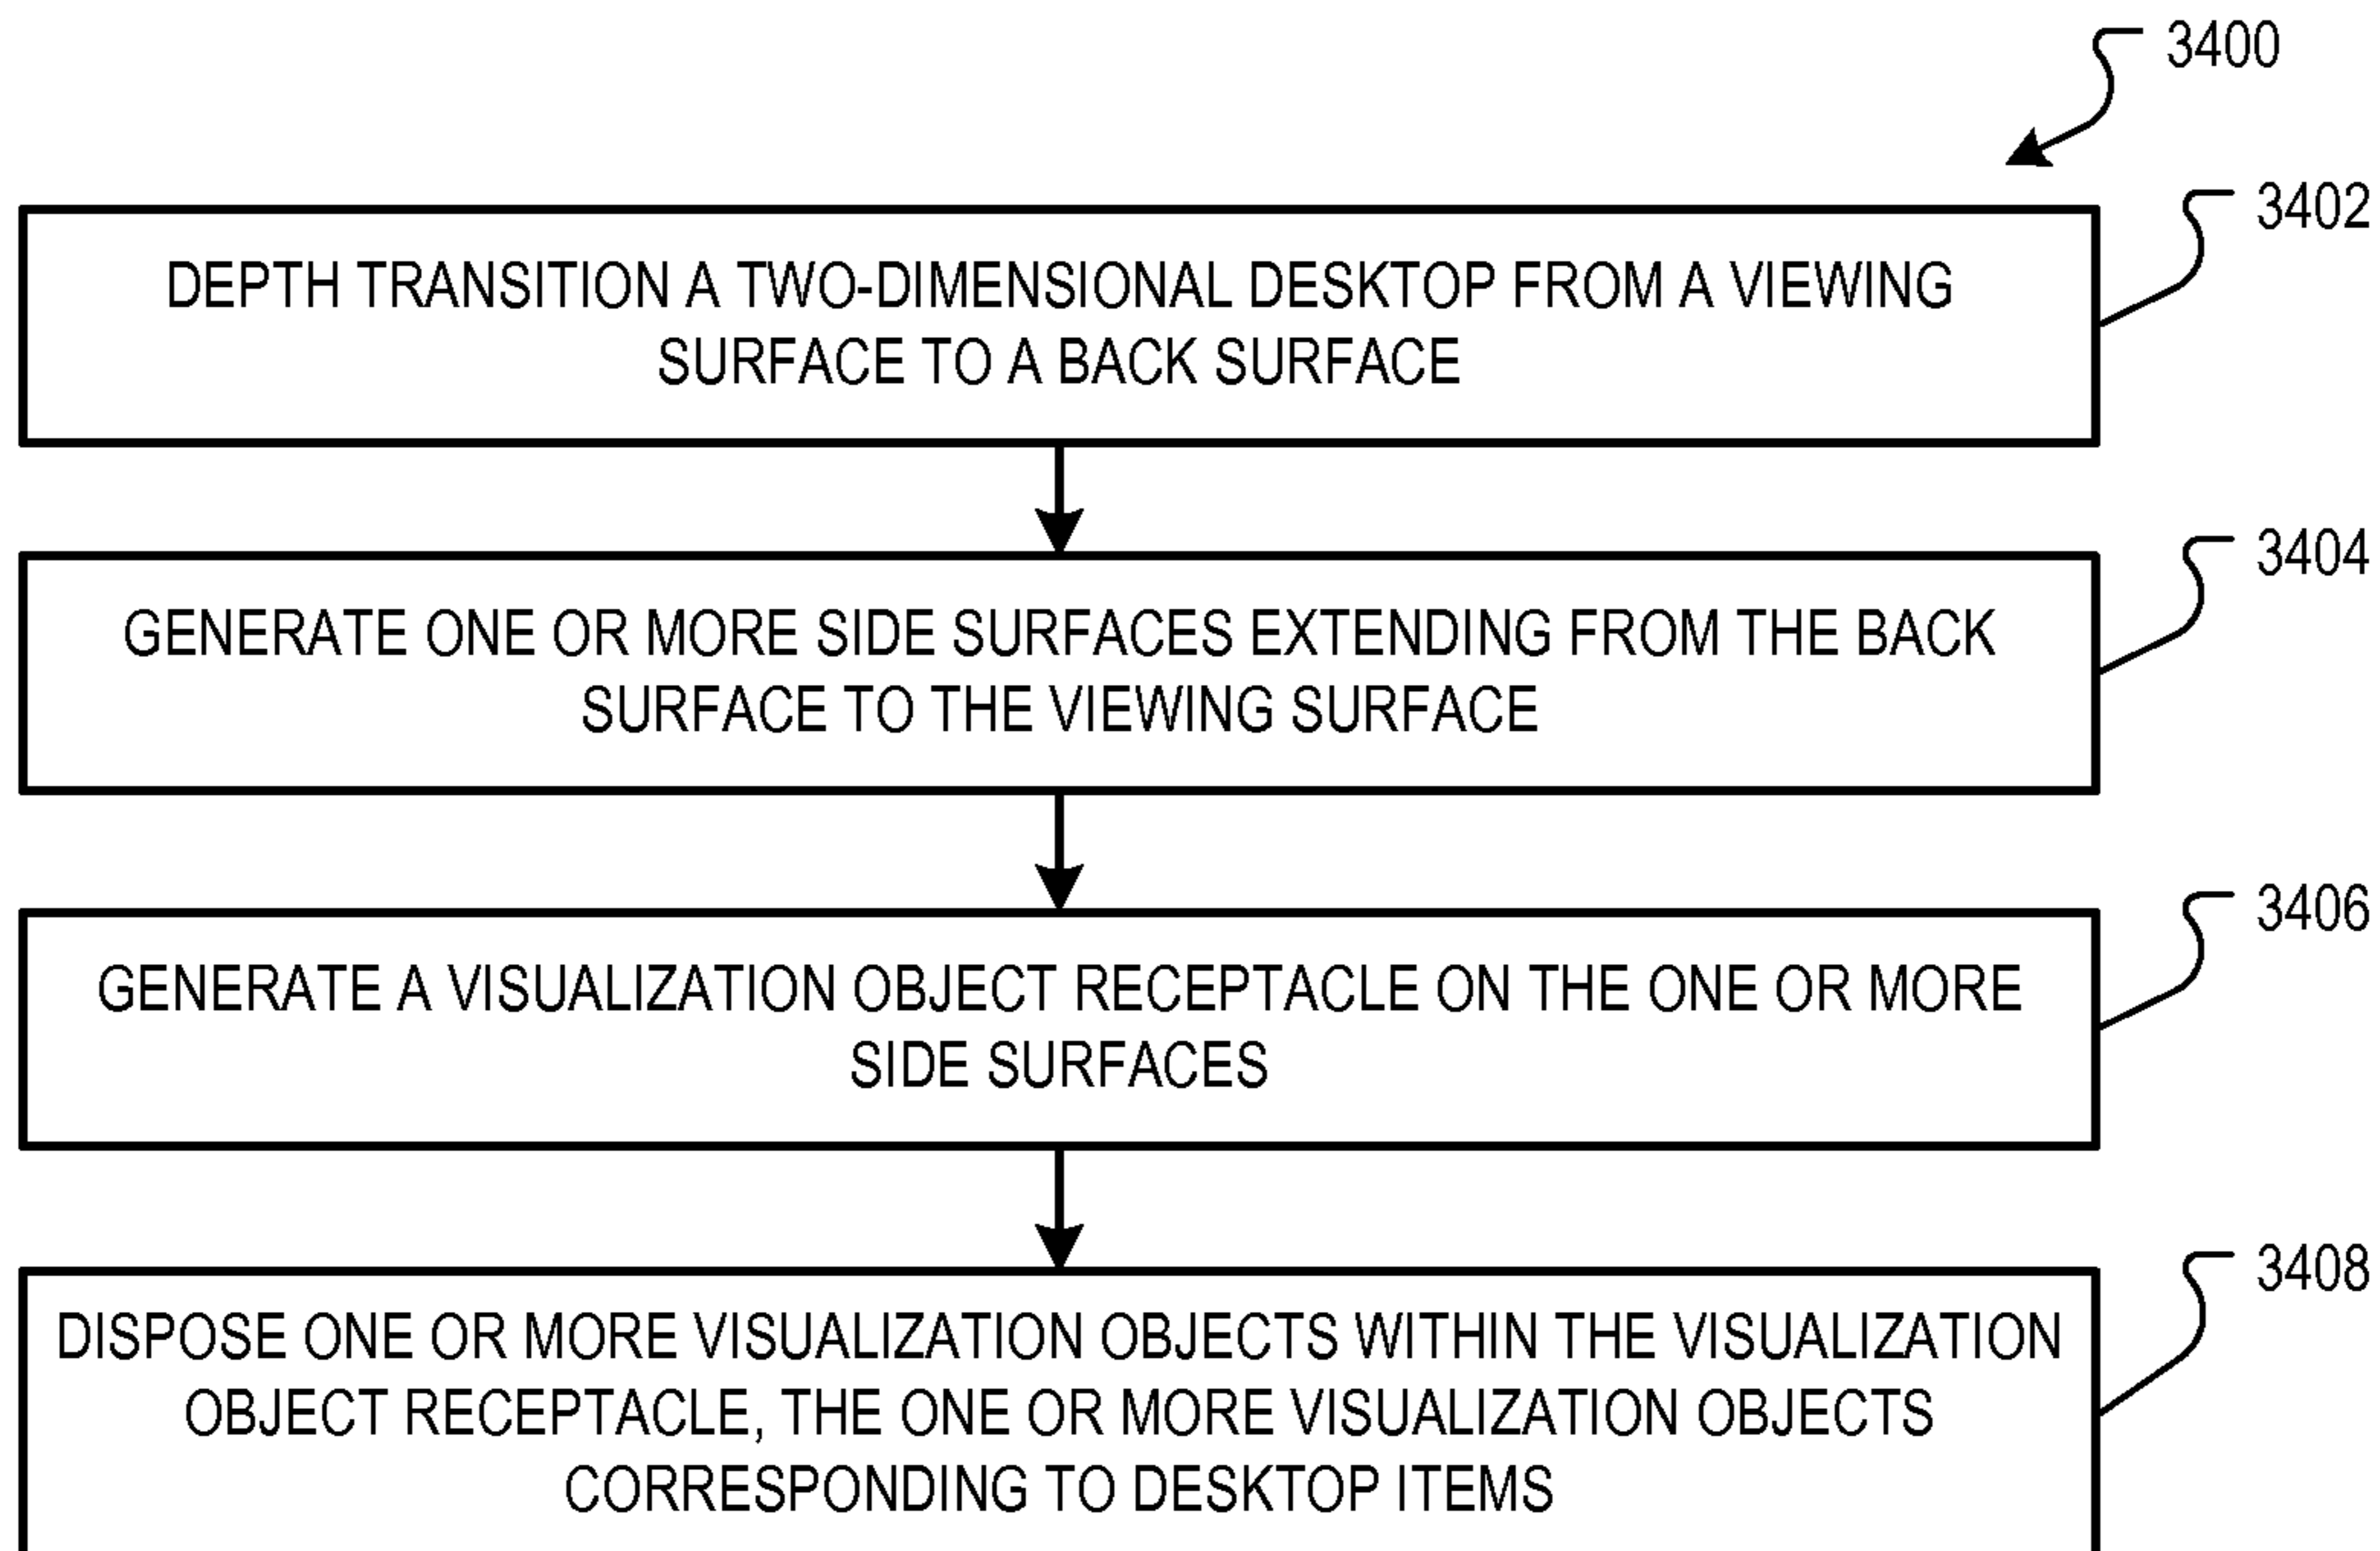 3400
3402
DEPTH TRANSITION A TWO-DIMENSIONAL DESKTOP FROM A VIEWING
SURFACE TO A BACK SURFACE
3404
GENERATE ONE OR MORE SIDE SURFACES EXTENDING FROM THE BACK
SURFACE TO THE VIEWING SURFACE
3406
GENERATE A VISUALIZATION OBJECT RECEPTACLE ON THE ONE OR MORE
SIDE SURFACES
3408
DISPOSE ONE OR MORE VISUALIZATION OBJECTS WITHIN THE VISUALIZATION
OBJECT RECEPTACLE, THE ONE OR MORE VISUALIZATION OBJECTS
CORRESPONDING TO DESKTOP ITEMS